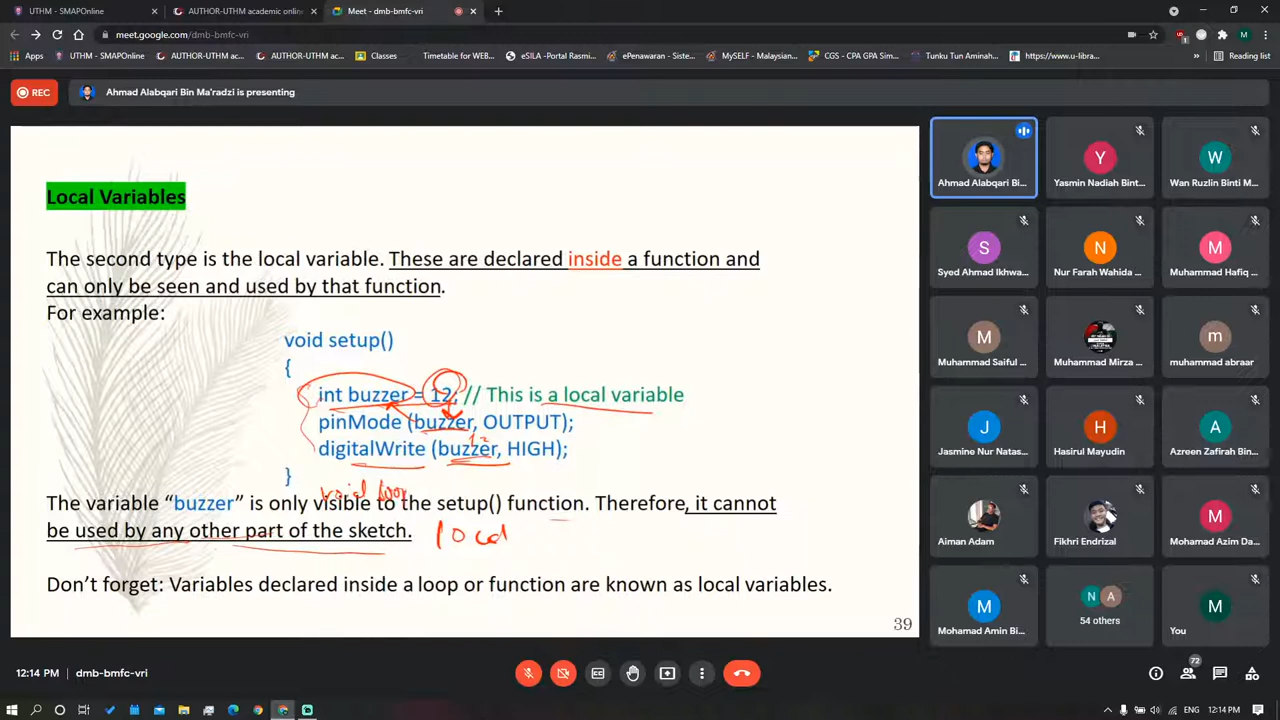 UTHM - SMAPOnline
AUTHOR-UTHM academic onlin
Meet - dmb-bmfc-vri
meet.google.com/dmb-bmfc-vri
Apps
UTHM - SMAPOnline
AUTHOR-UTHM ac...
AUTHOR-UTHM aca...
Classes
Timetable for WEB...
eSILA - Portal Rasmi...
ePenawaran - Siste...
MySELF - Malaysian...
CGS - CPA GPA Sim...
Tunku Tun Aminah...
https://www.u-libra...
»
Reading list
REC
Ahmad Alabqari Bin Ma'radzi is presenting
Local Variables
The second type is the local variable. These are declared inside a function and
can only be seen and used by that function.
For example:
void setup()
{
int buzzer = 12; // This is a local variable
pinMode (buzzer, OUTPUT);
12
digitalWrite (buzzer, HIGH);
}
void loop
The variable “buzzer” is only visible to the setup() function. Therefore, it cannot
be used by any other part of the sketch.
local
Don’t forget: Variables declared inside a loop or function are known as local variables.
39
Ahmad Alabqari Bi...
Y
Yasmin Nadiah Bint...
W
Wan Ruzlin Binti M...
S
Syed Ahmad Ikhwa...
N
Nur Farah Wahida ...
M
Muhammad Hafiq ...
M
Muhammad Saiful ...
Muhammad Mirza ...
m
muhammad abraar
J
Jasmine Nur Natas...
H
Hasirul Mayudin
A
Azreen Zafirah Bin...
Aiman Adam
Fikhri Endrizal
M
Mohamad Azim Da...
M
Mohamad Amin Bi...
N A
54 others
M
You
12:14 PM
dmb-bmfc-vri
72
ENG
12:14 PM